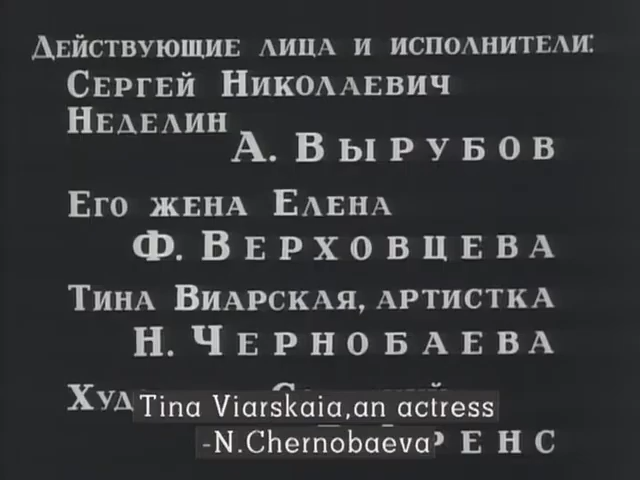 Действующие лица и исполнители:
Сергей Николаевич
Неделин
А. Вырубов
Его жена Елена
Ф. Верховцева
Тина Виарская, артистка
Н. Чернобаева
Tina Viarskaia,an actress
-N.Chernobaeva